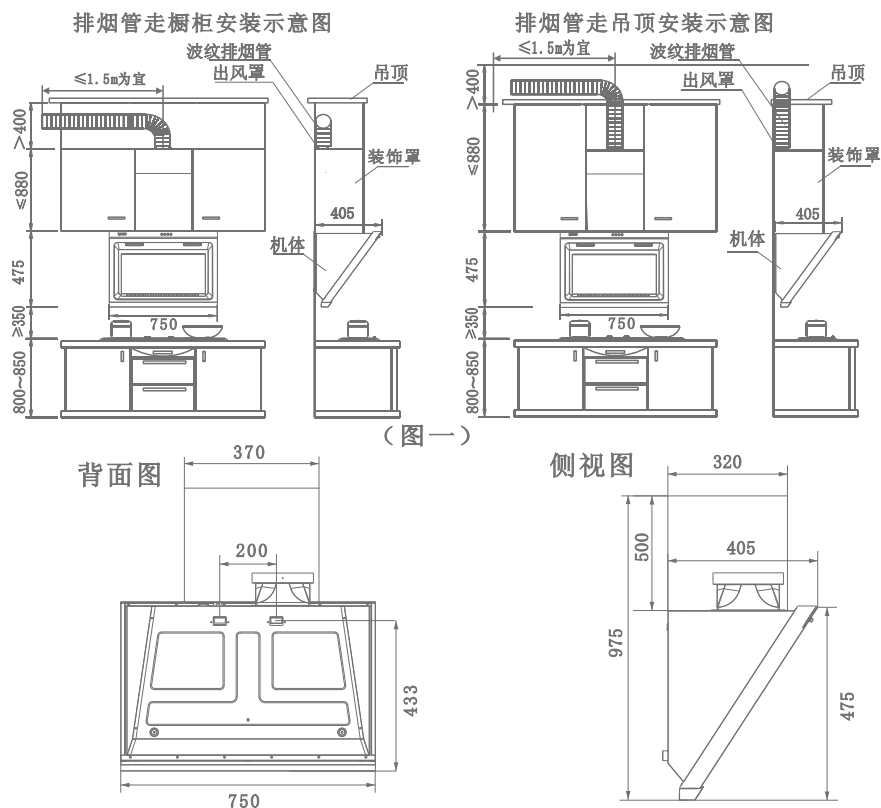 排烟管走橱柜安装示意图
波纹排烟管
≤1.5m为宜
出风罩
吊顶
>400
装饰罩
≤880
405
机体
475
750
≥350
800~850
排烟管走吊顶安装示意图
≤1.5m为宜
波纹排烟管
出风罩
吊顶
>400
≤880
装饰罩
405
机体
475
750
≥350
800~850
(图一)
背面图
370
200
433
750
侧视图
320
500
405
975
475